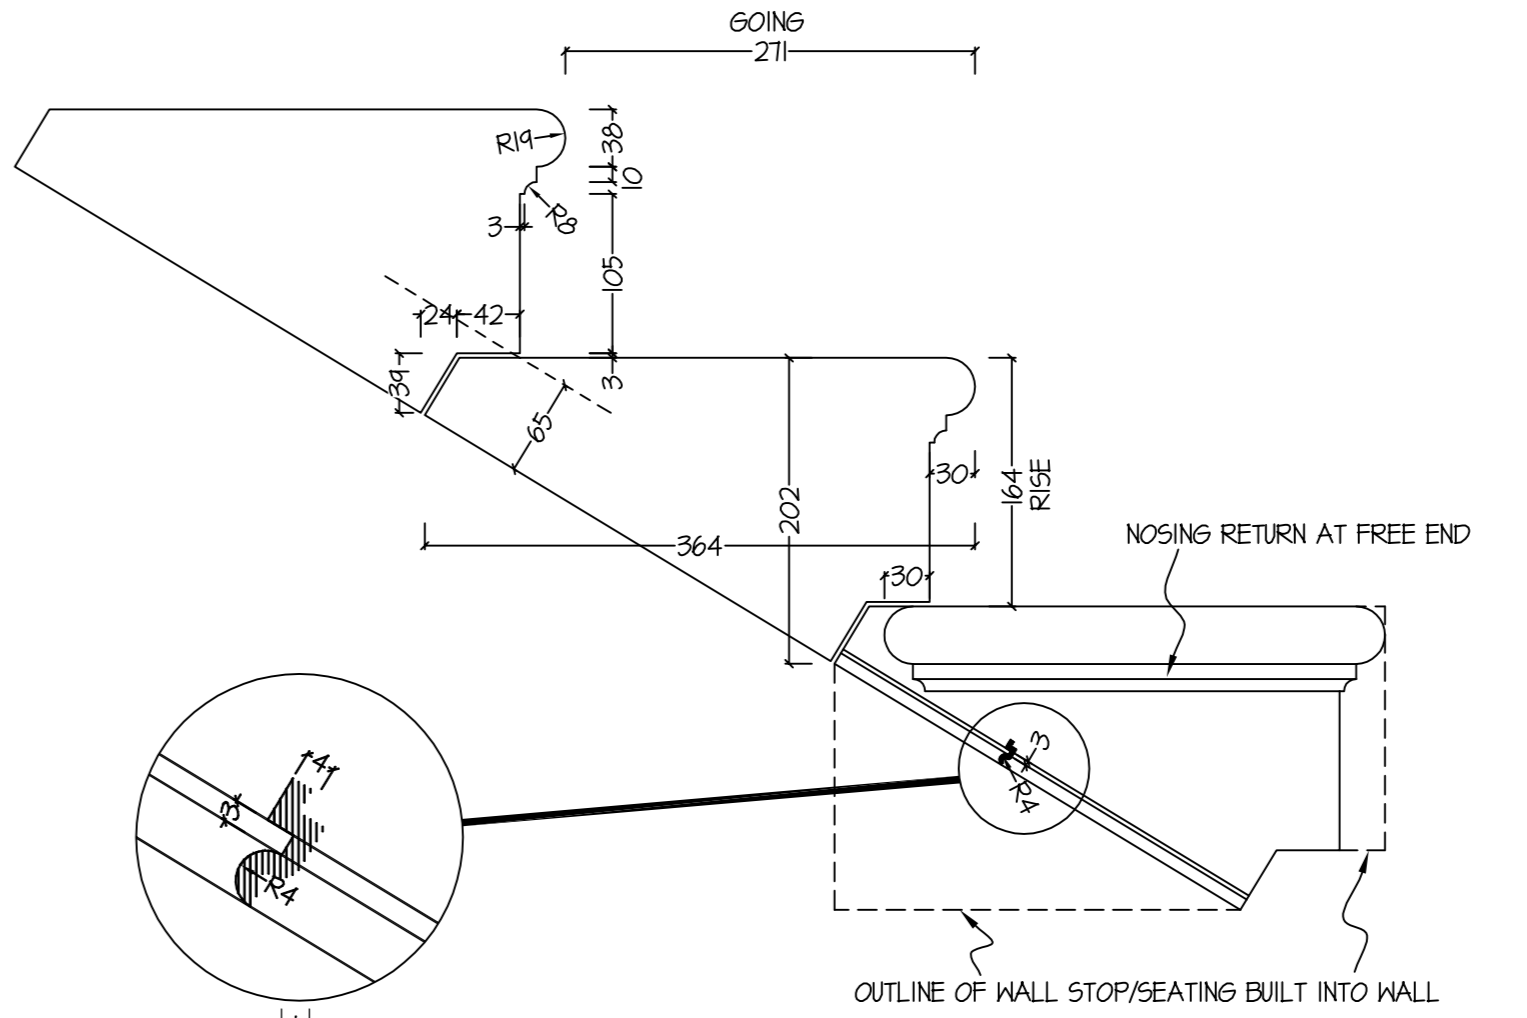 GOING
271
R19
38
10
3
R8
105
24
42
39
3
65
202
30
164
RISE
364
30
NOSING RETURN AT FREE END
3
R4
4
3
R4
OUTLINE OF WALL STOP/SEATING BUILT INTO WALL